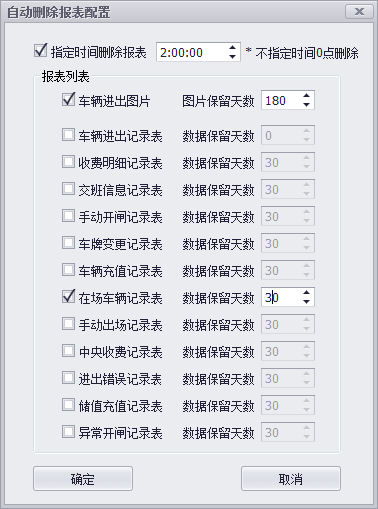 自动删除报表配置
指定时间删除报表 2:00:00 * 不指定时间0点删除
报表列表
车辆进出图片 图片保留天数 180
车辆进出记录表 数据保留天数 0
收费明细记录表 数据保留天数 30
交班信息记录表 数据保留天数 30
手动开闸记录表 数据保留天数 30
车牌变更记录表 数据保留天数 30
车辆充值记录表 数据保留天数 30
在场车辆记录表 数据保留天数 30
手动出场记录表 数据保留天数 30
中央收费记录表 数据保留天数 30
进出错误记录表 数据保留天数 30
储值充值记录表 数据保留天数 30
异常开闸记录表 数据保留天数 30
确定 取消